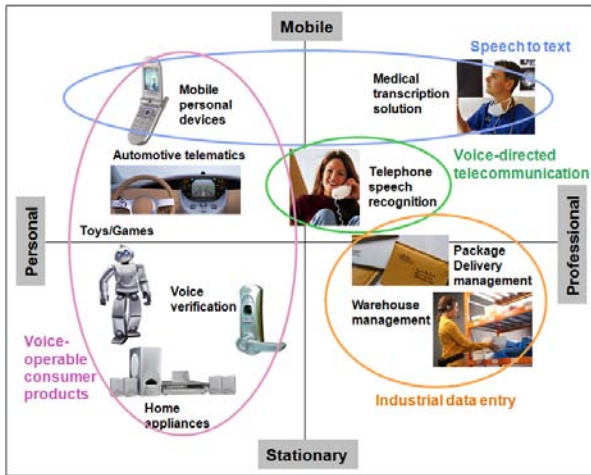 Mobile
Speech to text
Mobile
personal
devices
Medical
transcription
solution
Automotive telematics
Voice-directed
telecommunication
Telephone
speech
recognition
Toys/Games
Personal
Professional
Package
Delivery
management
Voice
verification
Warehouse
management
Voice-
operable
consumer
products
Home
appliances
Industrial data entry
Stationary